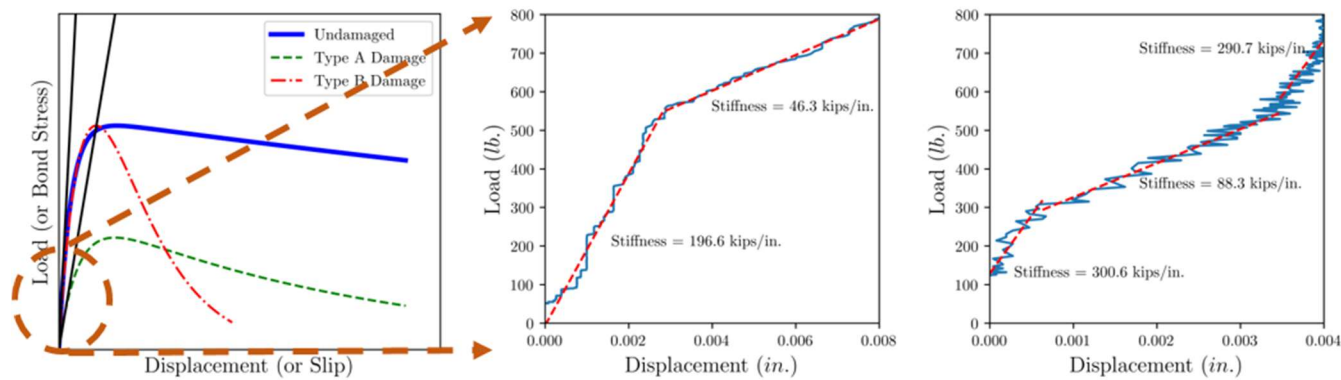 Load (or Bond Stress)
Displacement (or Slip)
Undamaged
Type A Damage
Type B Damage
Load (lb.)
800
700
600
500
400
300
200
100
0
0.000
0.002
0.004
0.006
0.008
Displacement (in.)
Stiffness = 46.3 kips/in.
Stiffness = 196.6 kips/in.
Load (lb.)
800
700
600
500
400
300
200
100
0
0.000
0.001
0.002
0.003
0.004
Displacement (in.)
Stiffness = 290.7 kips/in.
Stiffness = 88.3 kips/in.
Stiffness = 300.6 kips/in.